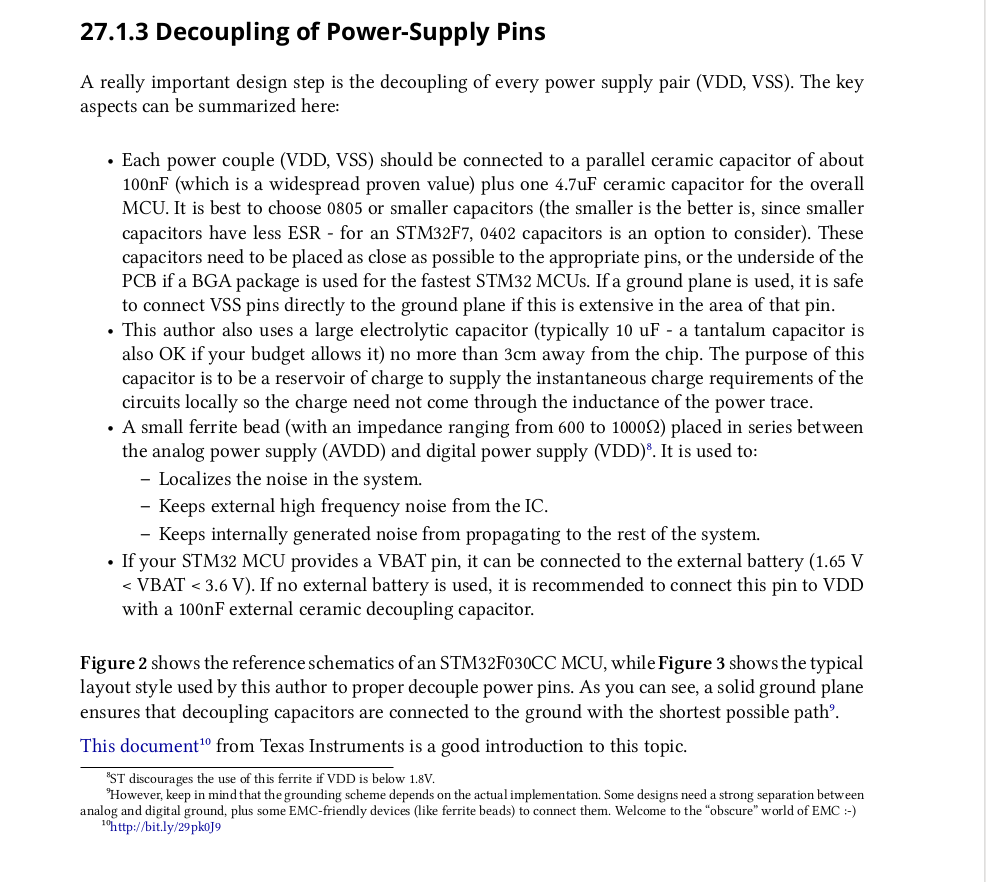 27.1.3 Decoupling of Power-Supply Pins
A really important design step is the decoupling of every power supply pair (VDD, VSS). The key
aspects can be summarized here:
• Each power couple (VDD, VSS) should be connected to a parallel ceramic capacitor of about
100nF (which is a widespread proven value) plus one 4.7uF ceramic capacitor for the overall
MCU. It is best to choose 0805 or smaller capacitors (the smaller is the better is, since smaller
capacitors have less ESR - for an STM32F7, 0402 capacitors is an option to consider). These
capacitors need to be placed as close as possible to the appropriate pins, or the underside of the
PCB if a BGA package is used for the fastest STM32 MCUs. If a ground plane is used, it is safe
to connect VSS pins directly to the ground plane if this is extensive in the area of that pin.
• This author also uses a large electrolytic capacitor (typically 10 uF - a tantalum capacitor is
also OK if your budget allows it) no more than 3cm away from the chip. The purpose of this
capacitor is to be a reservoir of charge to supply the instantaneous charge requirements of the
circuits locally so the charge need not come through the inductance of the power trace.
• A small ferrite bead (with an impedance ranging from 600 to 1000Ω) placed in series between
the analog power supply (AVDD) and digital power supply (VDD)⁸. It is used to:
– Localizes the noise in the system.
– Keeps external high frequency noise from the IC.
– Keeps internally generated noise from propagating to the rest of the system.
• If your STM32 MCU provides a VBAT pin, it can be connected to the external battery (1.65 V
< VBAT < 3.6 V). If no external battery is used, it is recommended to connect this pin to VDD
with a 100nF external ceramic decoupling capacitor.
Figure 2 shows the reference schematics of an STM32F030CC MCU, while Figure 3 shows the typical
layout style used by this author to proper decouple power pins. As you can see, a solid ground plane
ensures that decoupling capacitors are connected to the ground with the shortest possible path⁹.
This document¹⁰ from Texas Instruments is a good introduction to this topic.
⁸ST discourages the use of this ferrite if VDD is below 1.8V.
⁹However, keep in mind that the grounding scheme depends on the actual implementation. Some designs need a strong separation between
analog and digital ground, plus some EMC-friendly devices (like ferrite beads) to connect them. Welcome to the “obscure” world of EMC :-)
¹⁰http://bit.ly/29pk0J9